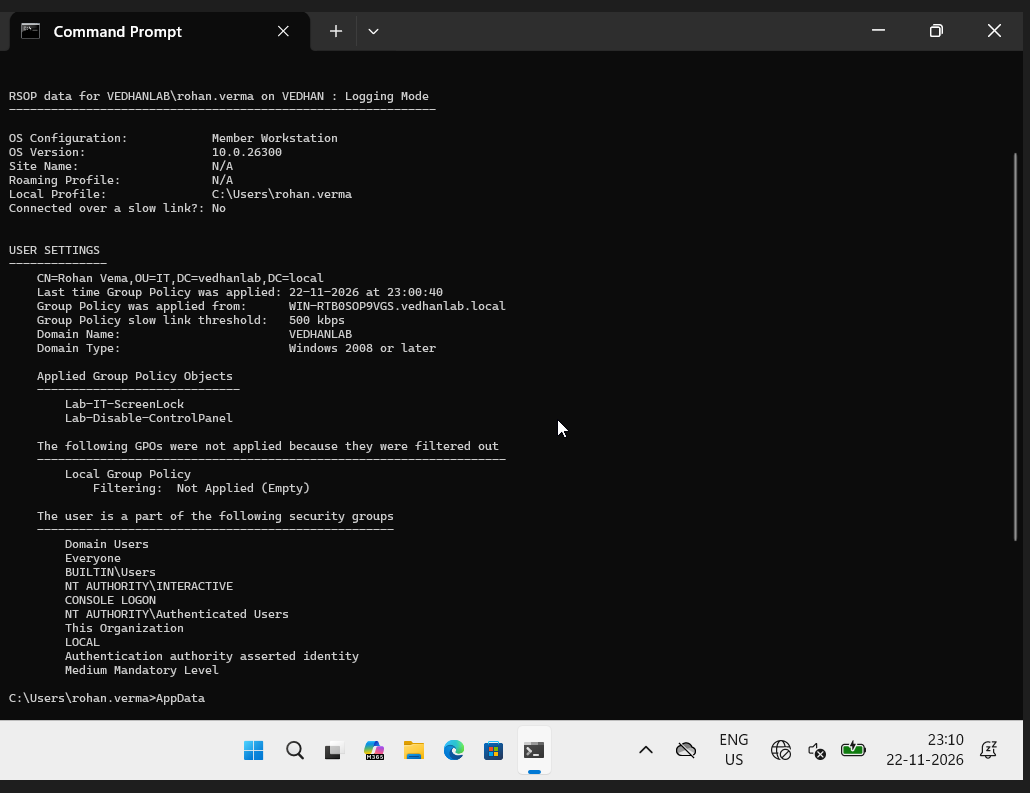 Command Prompt
RSOP data for VEDHANLAB\rohan.verma on VEDHAN : Logging Mode
-------------------------------------------------------------
OS Configuration:            Member Workstation
OS Version:                  10.0.26300
Site Name:                   N/A
Roaming Profile:             N/A
Local Profile:               C:\Users\rohan.verma
Connected over a slow link?: No
USER SETTINGS
--------------
    CN=Rohan Vema,OU=IT,DC=vedhanlab,DC=local
    Last time Group Policy was applied: 22-11-2026 at 23:00:40
    Group Policy was applied from:      WIN-RTB0SOP9VGS.vedhanlab.local
    Group Policy slow link threshold:   500 kbps
    Domain Name:                        VEDHANLAB
    Domain Type:                        Windows 2008 or later
    Applied Group Policy Objects
    -----------------------------
        Lab-IT-ScreenLock
        Lab-Disable-ControlPanel
    The following GPOs were not applied because they were filtered out
    -------------------------------------------------------------------
        Local Group Policy
            Filtering:  Not Applied (Empty)
    The user is a part of the following security groups
    ---------------------------------------------------
        Domain Users
        Everyone
        BUILTIN\Users
        NT AUTHORITY\INTERACTIVE
        CONSOLE LOGON
        NT AUTHORITY\Authenticated Users
        This Organization
        LOCAL
        Authentication authority asserted identity
        Medium Mandatory Level
C:\Users\rohan.verma>AppData
M365
ENG
US
23:10
22-11-2026